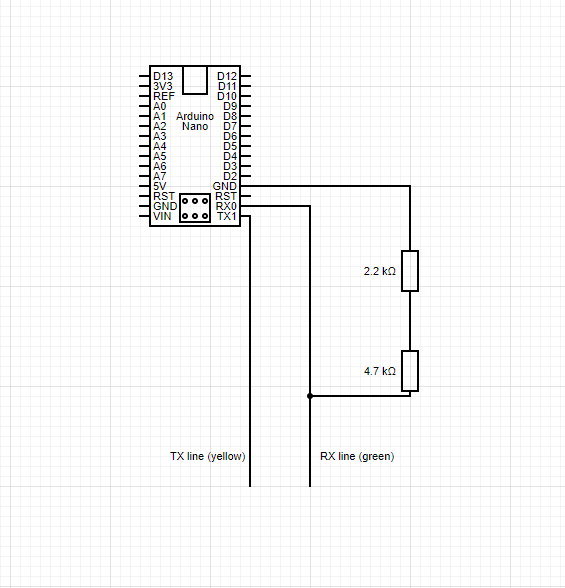 D13 D12
3V3 D11
REF D10
A0 D9
A1 Arduino D8
A2 Nano D7
A3 D6
A4 D5
A5 D4
A6 D3
A7 D2
5V GND
RST RST
GND RX0
VIN TX1
2.2 kΩ
4.7 kΩ
TX line (yellow) RX line (green)